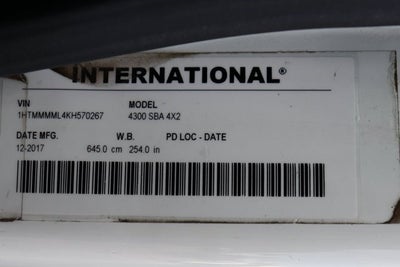 INTERNATIONAL®
VIN MODEL
1HTMMMML4KH570267 4300 SBA 4X2
DATE MFG. W.B. PD LOC - DATE
12-2017 645.0 cm 254.0 in